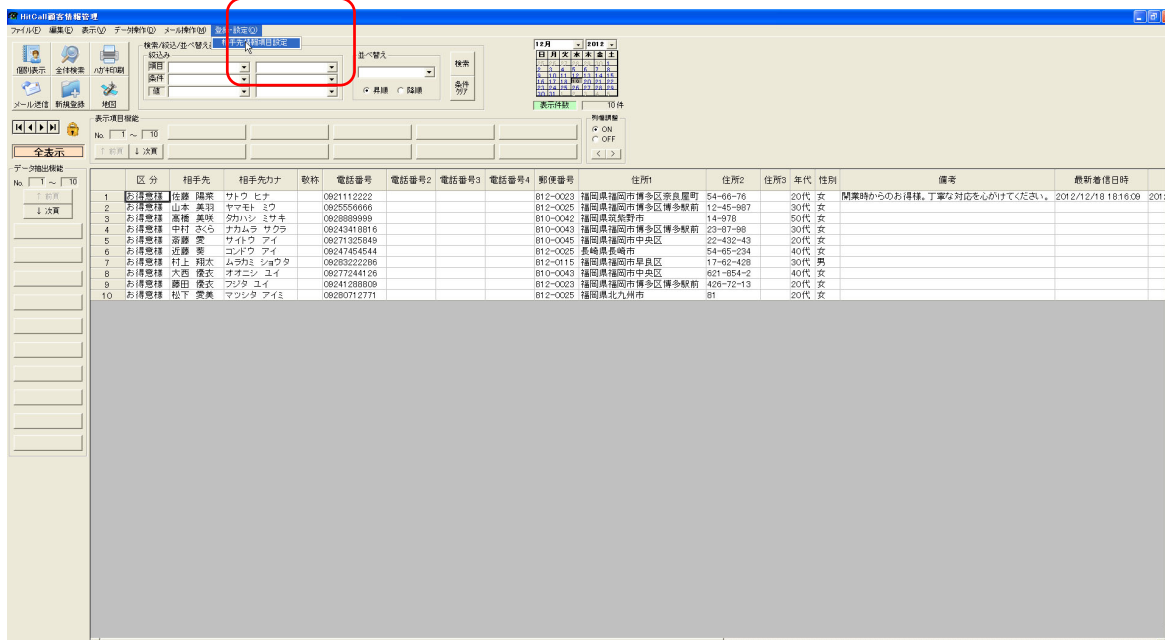 HitCall顧客情報管理
ファイル(F) 編集(E) 表示(V) データ操作(D) メール操作(M) 登録・設定(O)
相手先情報項目設定
個別表示 全体検索 ハガキ印刷
メール送信 新規登録 地図
検索/絞込/並べ替え
絞込み
項目
条件
値
並べ替え
昇順 降順
検索
条件クリア
12月 2012
日 月 火 水 木 金 土
表示件数 10 件
表示項目機能
No. 1 ～ 10
↑ 前頁 ↓ 次頁
列幅調整
ON
OFF
< >
全表示
データ抽出機能
No. 1 ～ 10
↑ 前頁
↓ 次頁
区 分 相手先 相手先カナ 敬称 電話番号 電話番号2 電話番号3 電話番号4 郵便番号 住所1 住所2 住所3 年代 性別 備考 最新着信日時
1 お得意様 佐藤 陽菜 サトウ ヒナ 0921112222 812-0023 福岡県福岡市博多区奈良屋町 54-66-76 20代 女 開業時からのお得様。丁寧な対応を心がけてください。 2012/12/18 18:16:09 201
2 お得意様 山本 美羽 ヤマモト ミウ 0925556666 812-0025 福岡県福岡市博多区博多駅前 12-45-987 30代 女
3 お得意様 高橋 美咲 タカハシ ミサキ 0928889999 810-0042 福岡県筑紫野市 14-978 50代 女
4 お得意様 中村 さくら ナカムラ サクラ 09243418816 810-0043 福岡県福岡市博多区博多駅前 23-87-98 30代 女
5 お得意様 斎藤 愛 サイトウ アイ 09271325849 810-0045 福岡県福岡市中央区 22-432-43 20代 女
6 お得意様 近藤 葵 コンドウ アイ 09247454544 812-0025 長崎県長崎市 54-65-234 40代 女
7 お得意様 村上 翔太 ムラカミ ショウタ 09283222286 812-0115 福岡県福岡市早良区 17-62-428 30代 男
8 お得意様 大西 優衣 オオニシ ユイ 09277244126 810-0043 福岡県福岡市中央区 621-854-2 40代 女
9 お得意様 藤田 優衣 フジタ ユイ 09241288809 812-0023 福岡県福岡市博多区博多駅前 426-72-13 20代 女
10 お得意様 松下 愛美 マツシタ アイミ 09280712771 812-0025 福岡県北九州市 81 20代 女